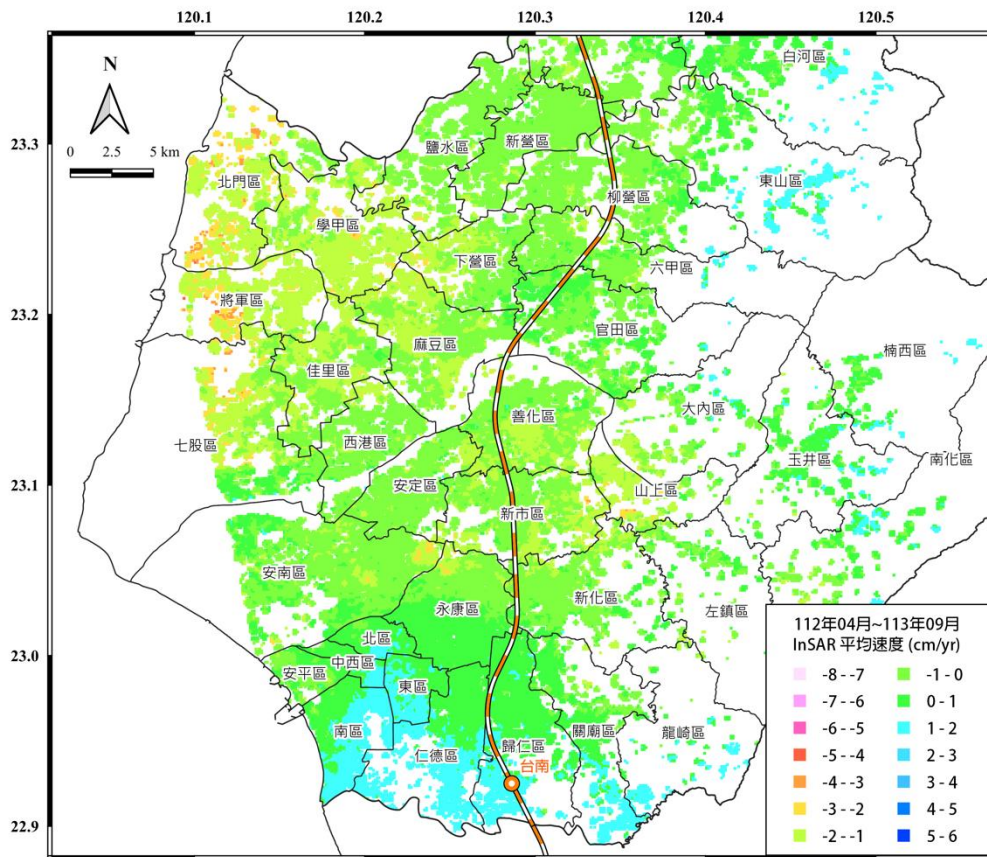 120.1 120.2 120.3 120.4 120.5
N
0 2.5 5 km
23.3
23.2
23.1
23.0
22.9
白河區
鹽水區
新營區
北門區
柳營區
東山區
學甲區
下營區
六甲區
將軍區
官田區
麻豆區
楠西區
佳里區
大內區
善化區
七股區
西港區
玉井區
南化區
安定區
山上區
新市區
安南區
新化區
永康區
左鎮區
北區
中西區
安平區
東區
南區
關廟區
龍崎區
仁德區
歸仁區
台南
112年04月~113年09月
InSAR 平均速度 (cm/yr)
-8 - -7
-7 - -6
-6 - -5
-5 - -4
-4 - -3
-3 - -2
-2 - -1
-1 - 0
0 - 1
1 - 2
2 - 3
3 - 4
4 - 5
5 - 6